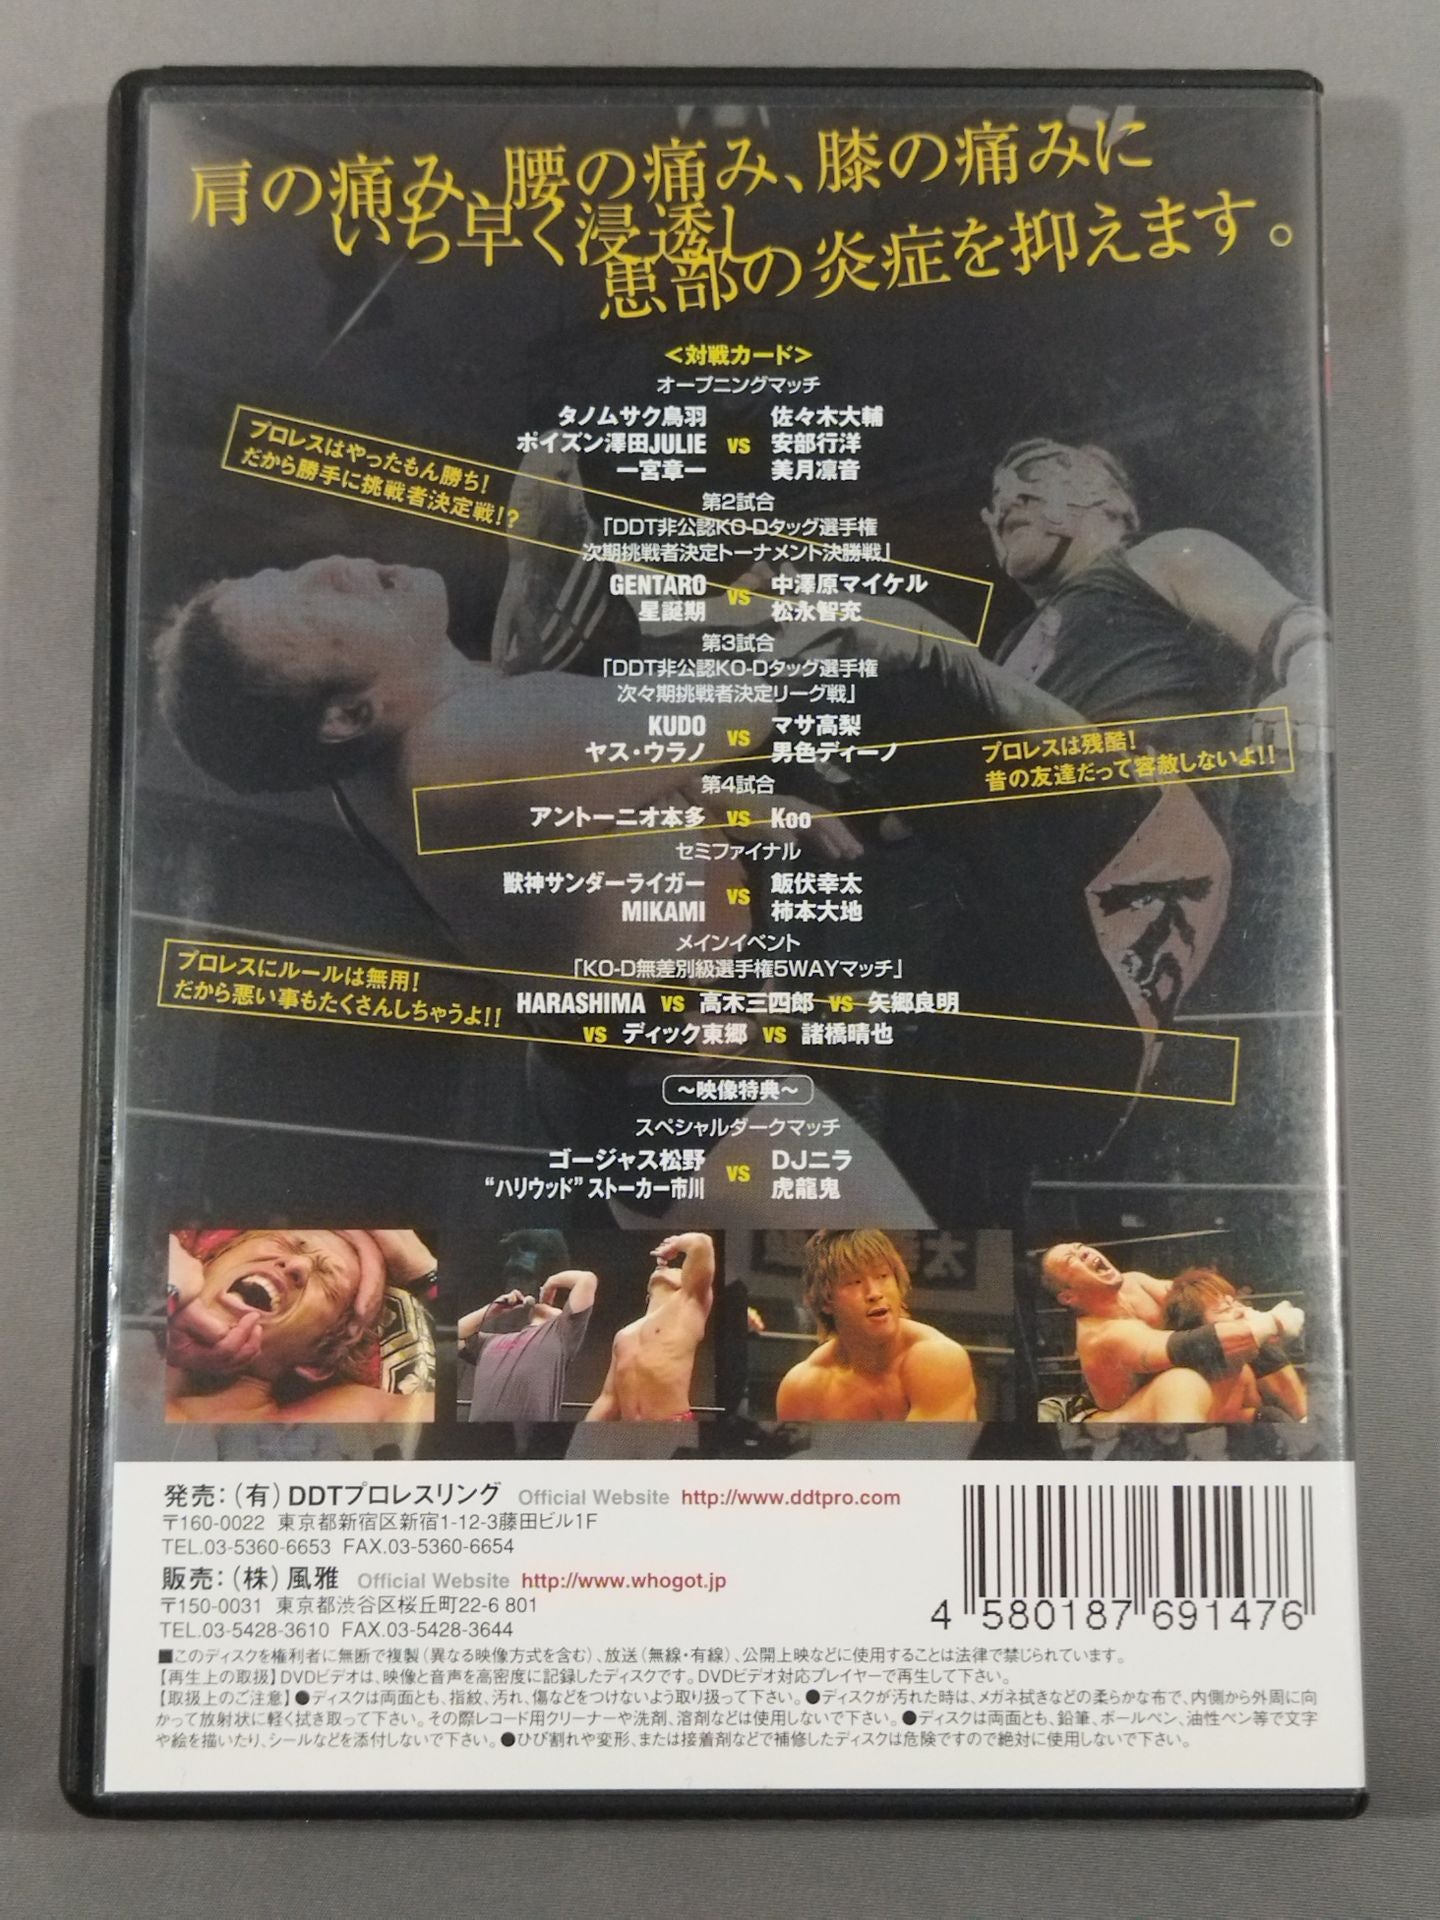 肩の痛み、腰の痛み、膝の痛みに
いち早く浸透し
患部の炎症を抑えます。
<対戦カード>
オープニングマッチ
タノムサク鳥羽
ポイズン澤田JULIE
一宮章一
vs
佐々木大輔
安部行洋
美月凛音
プロレスはやったもん勝ち!
だから勝手に挑戦者決定戦!?
第2試合
「DDT非公認KO-Dタッグ選手権
次期挑戦者決定トーナメント決勝戦」
GENTARO
星誕期
vs
中澤原マイケル
松永智充
第3試合
「DDT非公認KO-Dタッグ選手権
次々期挑戦者決定リーグ戦」
KUDO
ヤス・ウラノ
vs
マサ高梨
男色ディーノ
プロレスは残酷!
昔の友達だって容赦しないよ!!
第4試合
アントーニオ本多 vs Koo
セミファイナル
獣神サンダーライガー
MIKAMI
vs
飯伏幸太
柿本大地
メインイベント
「KO-D無差別級選手権5WAYマッチ」
プロレスにルールは無用!
だから悪い事もたくさんしちゃうよ!!
HARASHIMA vs 高木三四郎 vs 矢郷良明
vs ディック東郷 vs 諸橋晴也
〜映像特典〜
スペシャルダークマッチ
ゴージャス松野
“ハリウッド”ストーカー市川
vs
DJニラ
虎龍鬼
発売:(有)DDTプロレスリング Official Website http://www.ddtpro.com
〒160-0022 東京都新宿区新宿1-12-3藤田ビル1F
TEL.03-5360-6653 FAX.03-5360-6654
販売:(株)風雅 Official Website http://www.whogot.jp
〒150-0031 東京都渋谷区桜丘町22-6 801
TEL.03-5428-3610 FAX.03-5428-3644
4 580187 691476
■このディスクを権利者に無断で複製(異なる映像方式を含む)、放送(無線・有線)、公開上映などに使用することは法律で禁じられています。
【再生上の取扱】DVDビデオは、映像と音声を高密度に記録したディスクです。DVDビデオ対応プレイヤーで再生して下さい。
【取扱上のご注意】●ディスクは両面とも、指紋、汚れ、傷などをつけないよう取り扱って下さい。●ディスクが汚れた時は、メガネ拭きなどの柔らかな布で、内側から外周に向
かって放射状に軽く拭き取って下さい。その際レコード用クリーナーや洗剤、溶剤などは使用しないで下さい。●ディスクは両面とも、鉛筆、ボールペン、油性ペン等で文字
や絵を描いたり、シールなどを添付しないで下さい。●ひび割れや変形、または接着剤などで補修したディスクは危険ですので絶対に使用しないで下さい。